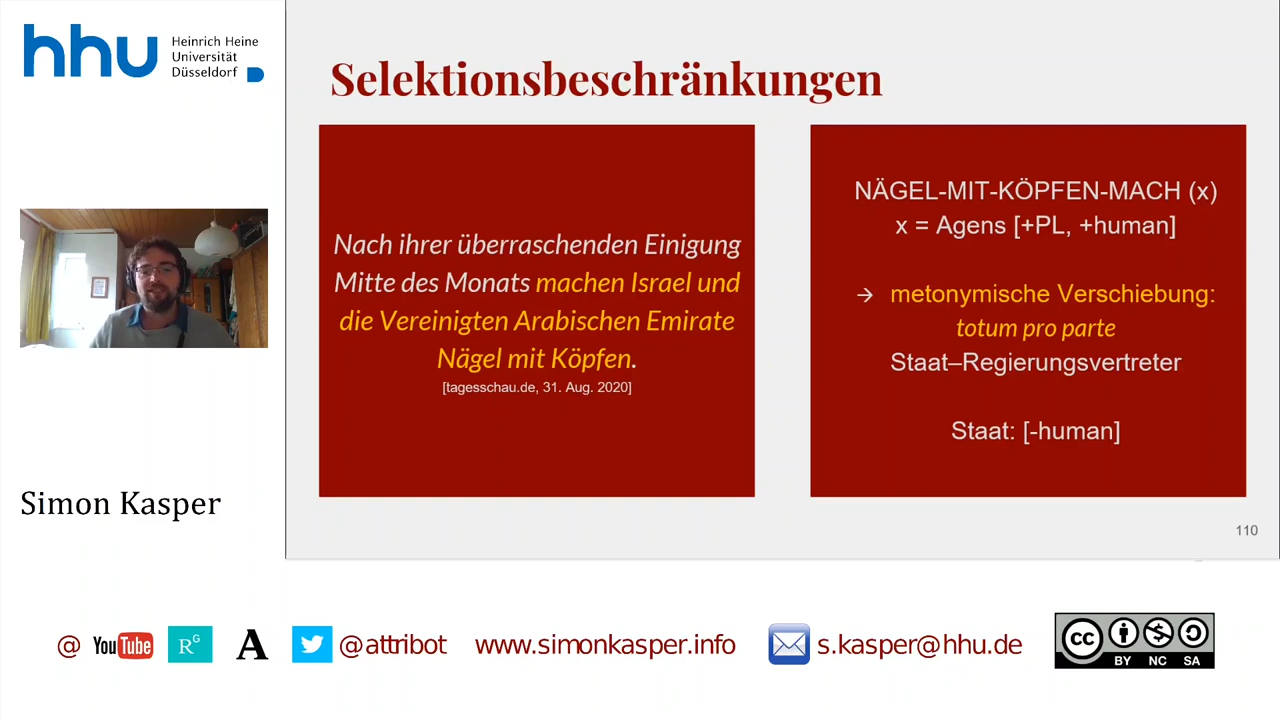 hhu
Heinrich Heine
Universität
Düsseldorf
Selektionsbeschränkungen
Nach ihrer überraschenden Einigung
Mitte des Monats machen Israel und
die Vereinigten Arabischen Emirate
Nägel mit Köpfen.
[tagesschau.de, 31. Aug. 2020]
NÄGEL-MIT-KÖPFEN-MACH (x)
x = Agens [+PL, +human]
→ metonymische Verschiebung:
totum pro parte
Staat–Regierungsvertreter
Staat: [-human]
Simon Kasper
110
@ YouTube RG A @attribot www.simonkasper.info s.kasper@hhu.de
cc
BY NC SA